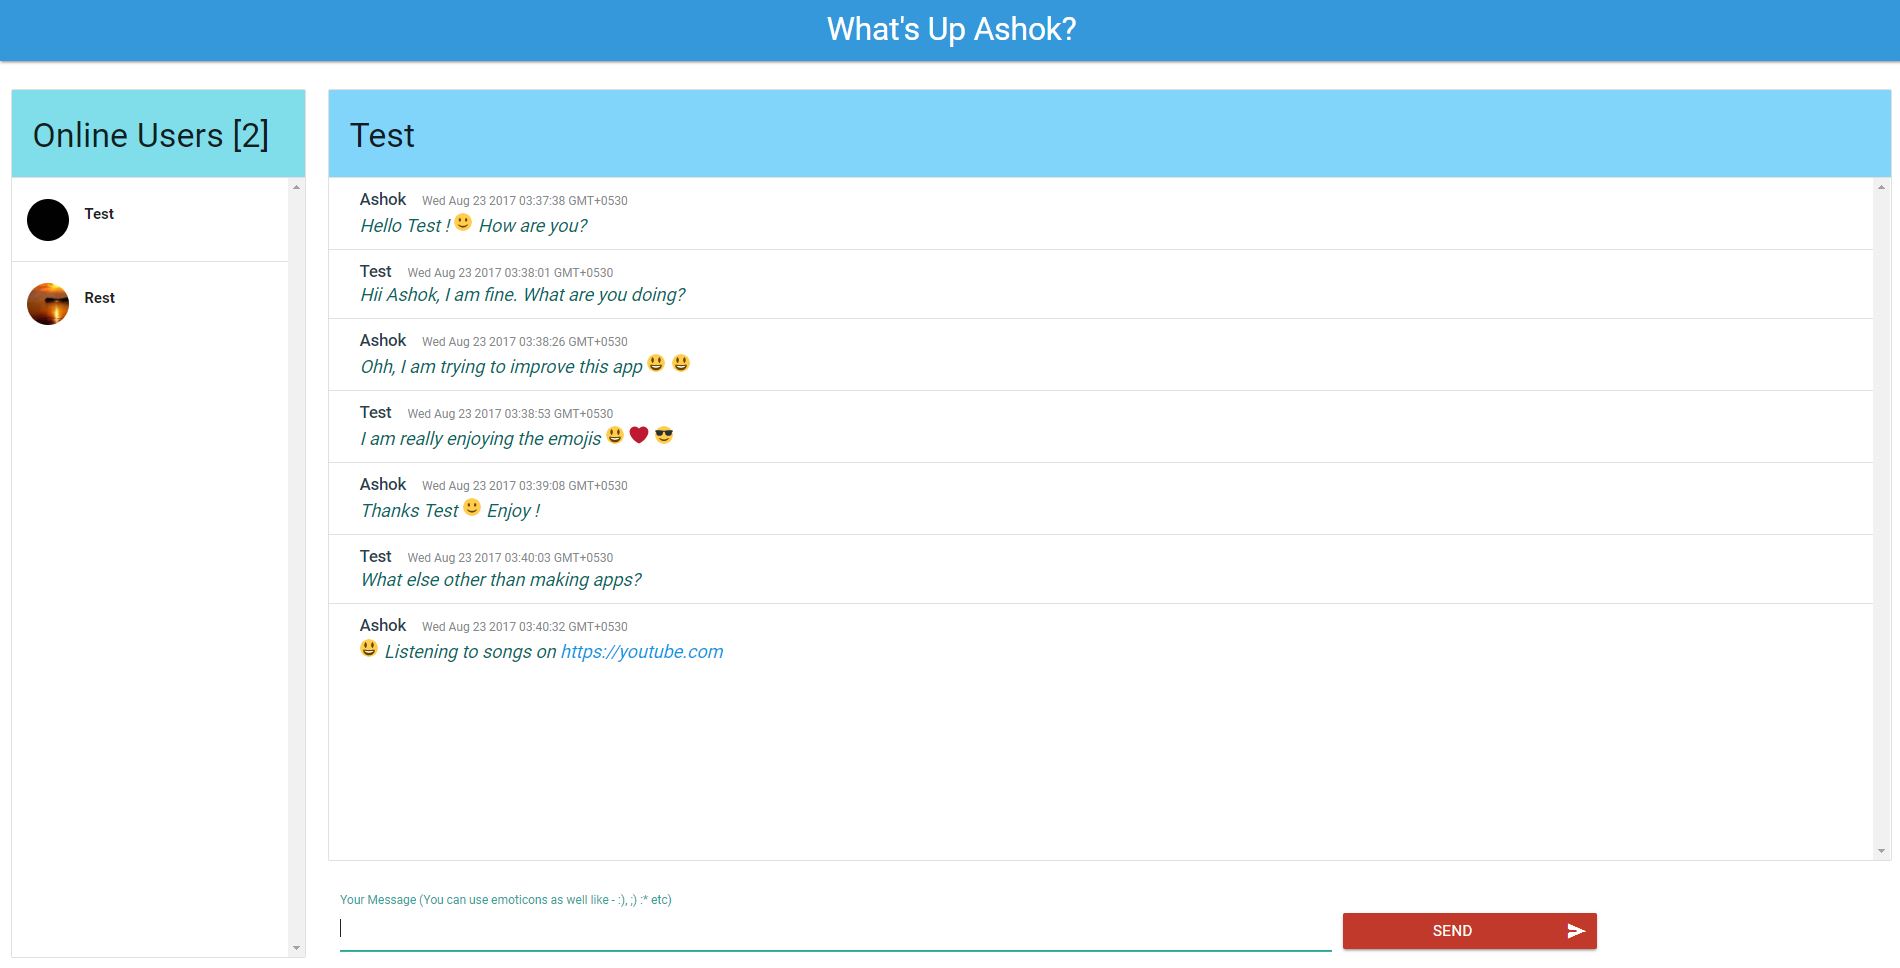 What's Up Ashok?
Online Users [2]
Test
Rest
Test
Ashok Wed Aug 23 2017 03:37:38 GMT+0530
Hello Test ! 🙂 How are you?
Test Wed Aug 23 2017 03:38:01 GMT+0530
Hii Ashok, I am fine. What are you doing?
Ashok Wed Aug 23 2017 03:38:26 GMT+0530
Ohh, I am trying to improve this app 😃 😃
Test Wed Aug 23 2017 03:38:53 GMT+0530
I am really enjoying the emojis 😃 ❤ 😎
Ashok Wed Aug 23 2017 03:39:08 GMT+0530
Thanks Test 🙂 Enjoy !
Test Wed Aug 23 2017 03:40:03 GMT+0530
What else other than making apps?
Ashok Wed Aug 23 2017 03:40:32 GMT+0530
😃 Listening to songs on https://youtube.com
Your Message (You can use emoticons as well like - :), ;) :* etc)
SEND